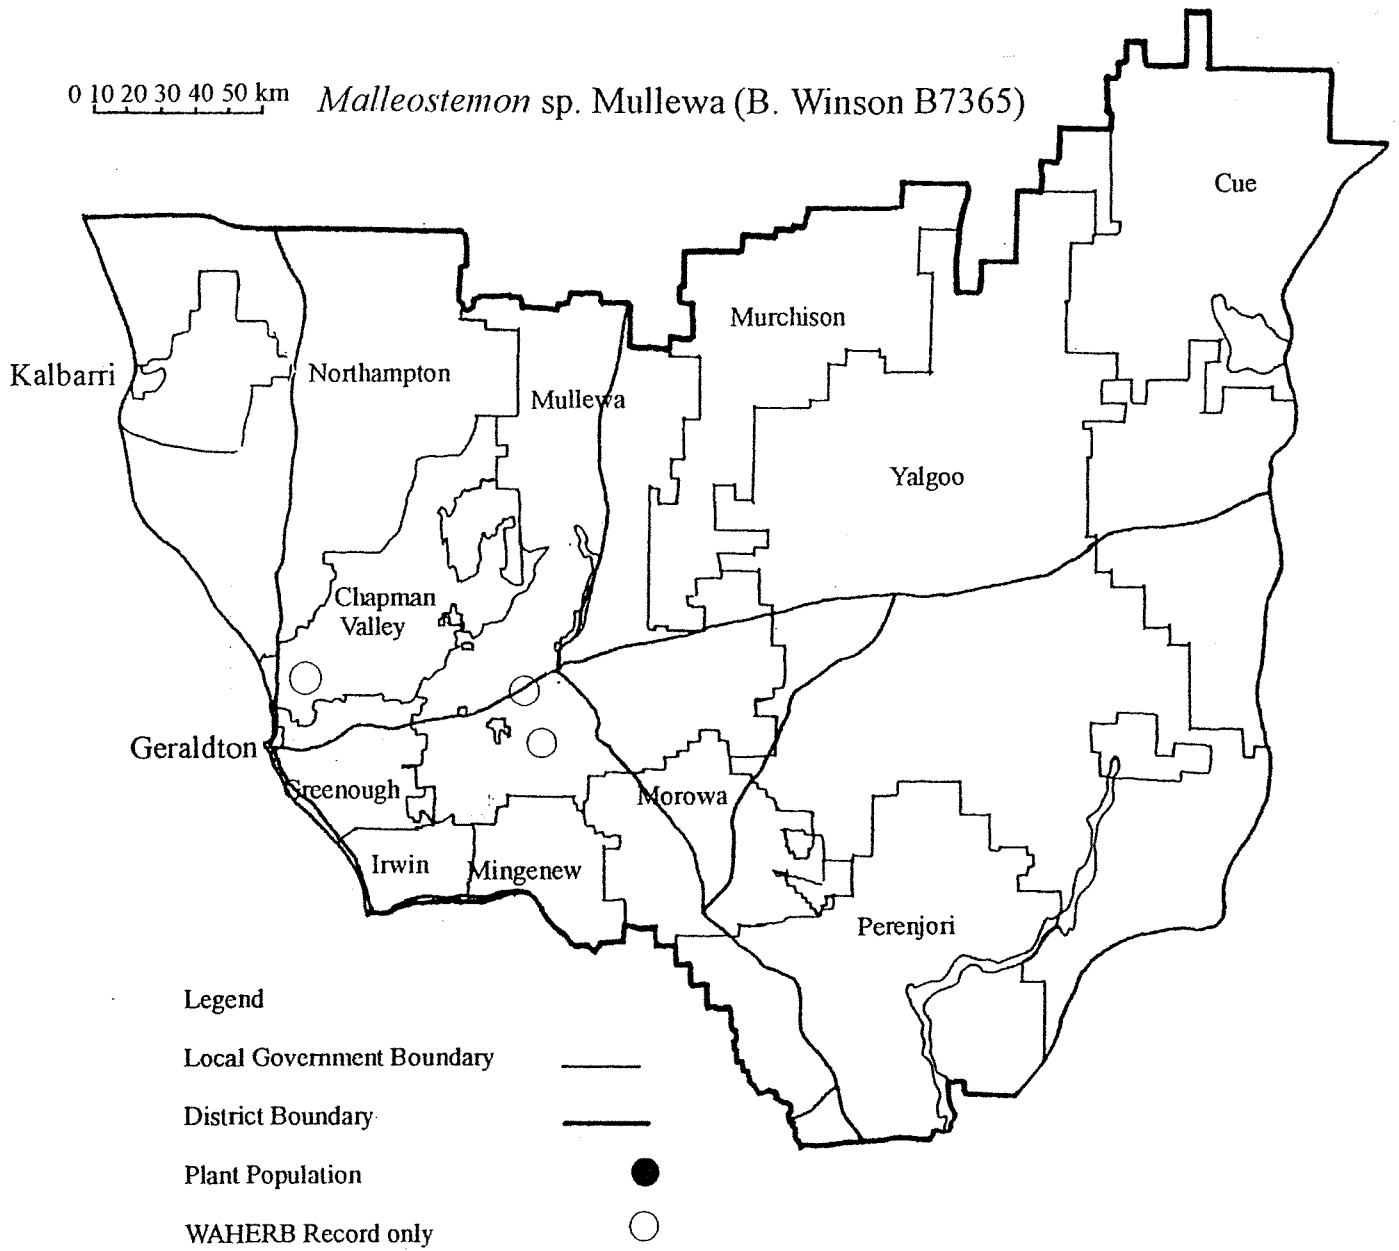 0 10 20 30 40 50 km
Malleostemon sp. Mullewa (B. Winson B7365)
Cue
Murchison
Kalbarri
Northampton
Mullewa
Yalgoo
Chapman
Valley
Geraldton
Greenough
Morowa
Irwin
Mingenew
Perenjori
Legend
Local Government Boundary
District Boundary
Plant Population
WAHERB Record only